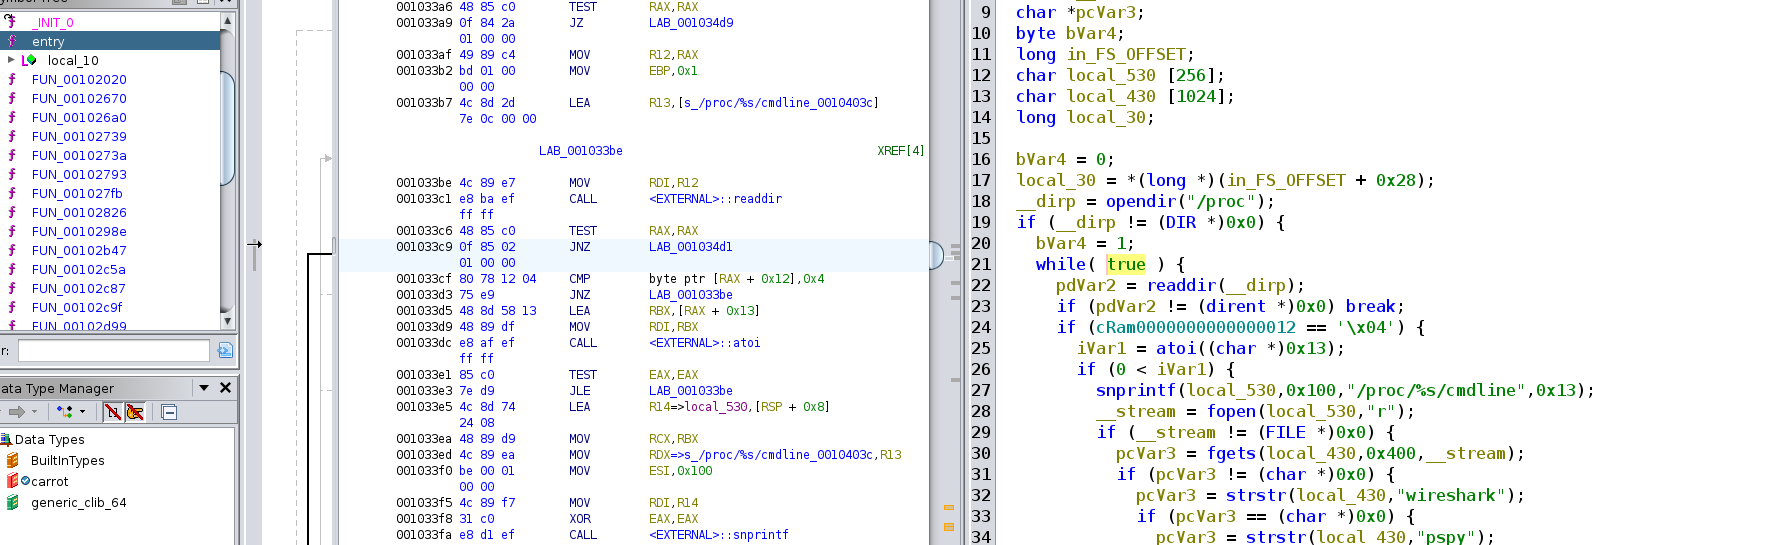 _INIT_0
entry
local_10
FUN_00102020
FUN_00102670
FUN_001026a0
FUN_00102739
FUN_0010273a
FUN_00102793
FUN_001027fb
FUN_00102826
FUN_0010298e
FUN_00102b47
FUN_00102c5a
FUN_00102c87
FUN_00102c9f
FUN_00102d99
r:
ata Type Manager
Data Types
BuiltInTypes
carrot
generic_clib_64
001033a6 48 85 c0 TEST RAX,RAX
001033a9 0f 84 2a JZ LAB_001034d9
01 00 00
001033af 49 89 c4 MOV R12,RAX
001033b2 bd 01 00 MOV EBP,0x1
00 00
001033b7 4c 8d 2d LEA R13,[s_/proc/%s/cmdline_0010403c]
7e 0c 00 00
LAB_001033be XREF[4]
001033be 4c 89 e7 MOV RDI,R12
001033c1 e8 ba ef CALL <EXTERNAL>::readdir
ff ff
001033c6 48 85 c0 TEST RAX,RAX
001033c9 0f 85 02 JNZ LAB_001034d1
01 00 00
001033cf 80 78 12 04 CMP byte ptr [RAX + 0x12],0x4
001033d3 75 e9 JNZ LAB_001033be
001033d5 48 8d 58 13 LEA RBX,[RAX + 0x13]
001033d9 48 89 df MOV RDI,RBX
001033dc e8 af ef CALL <EXTERNAL>::atoi
ff ff
001033e1 85 c0 TEST EAX,EAX
001033e3 7e d9 JLE LAB_001033be
001033e5 4c 8d 74 LEA R14=>local_530,[RSP + 0x8]
24 08
001033ea 48 89 d9 MOV RCX,RBX
001033ed 4c 89 ea MOV RDX=>s_/proc/%s/cmdline_0010403c,R13
001033f0 be 00 01 MOV ESI,0x100
00 00
001033f5 4c 89 f7 MOV RDI,R14
001033f8 31 c0 XOR EAX,EAX
001033fa e8 d1 ef CALL <EXTERNAL>::snprintf
9 char *pcVar3;
10 byte bVar4;
11 long in_FS_OFFSET;
12 char local_530 [256];
13 char local_430 [1024];
14 long local_30;
15
16 bVar4 = 0;
17 local_30 = *(long *)(in_FS_OFFSET + 0x28);
18 __dirp = opendir("/proc");
19 if (__dirp != (DIR *)0x0) {
20 bVar4 = 1;
21 while( true ) {
22 pdVar2 = readdir(__dirp);
23 if (pdVar2 != (dirent *)0x0) break;
24 if (cRam0000000000000012 == '\x04') {
25 iVar1 = atoi((char *)0x13);
26 if (0 < iVar1) {
27 snprintf(local_530,0x100,"/proc/%s/cmdline",0x13);
28 __stream = fopen(local_530,"r");
29 if (__stream != (FILE *)0x0) {
30 pcVar3 = fgets(local_430,0x400,__stream);
31 if (pcVar3 != (char *)0x0) {
32 pcVar3 = strstr(local_430,"wireshark");
33 if (pcVar3 == (char *)0x0) {
34 pcVar3 = strstr(local_430,"pspy");